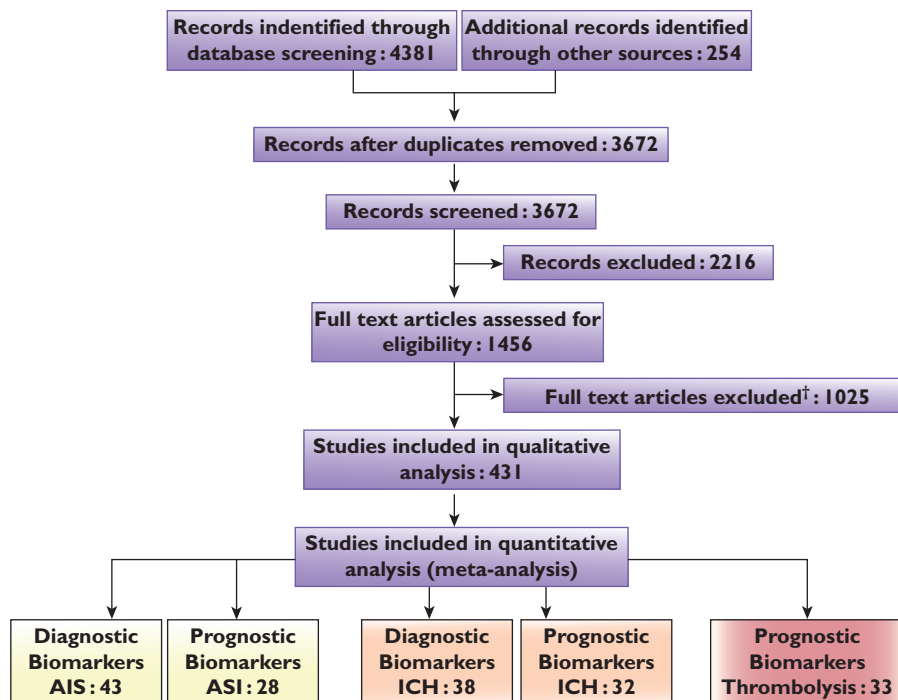 Records indentified through
database screening : 4381
Additional records identified
through other sources : 254
Records after duplicates removed : 3672
Records screened : 3672
Records excluded : 2216
Full text articles assessed for
eligibility : 1456
Full text articles excluded† : 1025
Studies included in qualitative
analysis : 431
Studies included in quantitative
analysis (meta-analysis)
Diagnostic
Biomarkers
AIS : 43
Prognostic
Biomarkers
ASI : 28
Diagnostic
Biomarkers
ICH : 38
Prognostic
Biomarkers
ICH : 32
Prognostic
Biomarkers
Thrombolysis : 33